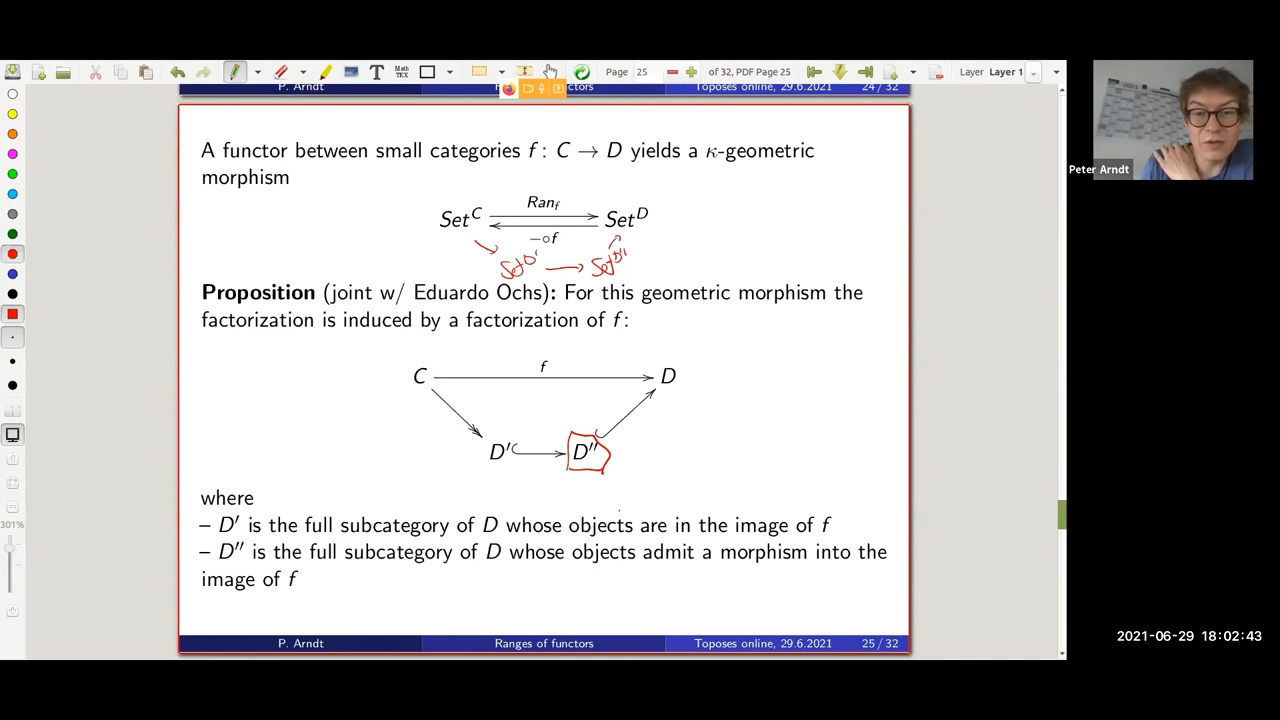 Page 25 of 32, PDF Page 25 Layer Layer 1
P. Arndt Toposes online, 29.6.2021 24 / 32
A functor between small categories f : C → D yields a κ-geometric
morphism
Ran_f
Set^C Set^D
−∘f
Set^D' → Set^D''
Proposition (joint w/ Eduardo Ochs): For this geometric morphism the
factorization is induced by a factorization of f:
f
C D
D′ D″
where
– D′ is the full subcategory of D whose objects are in the image of f
– D″ is the full subcategory of D whose objects admit a morphism into the
image of f
P. Arndt Ranges of functors Toposes online, 29.6.2021 25 / 32
301%
Peter Arndt
2021-06-29 18:02:43